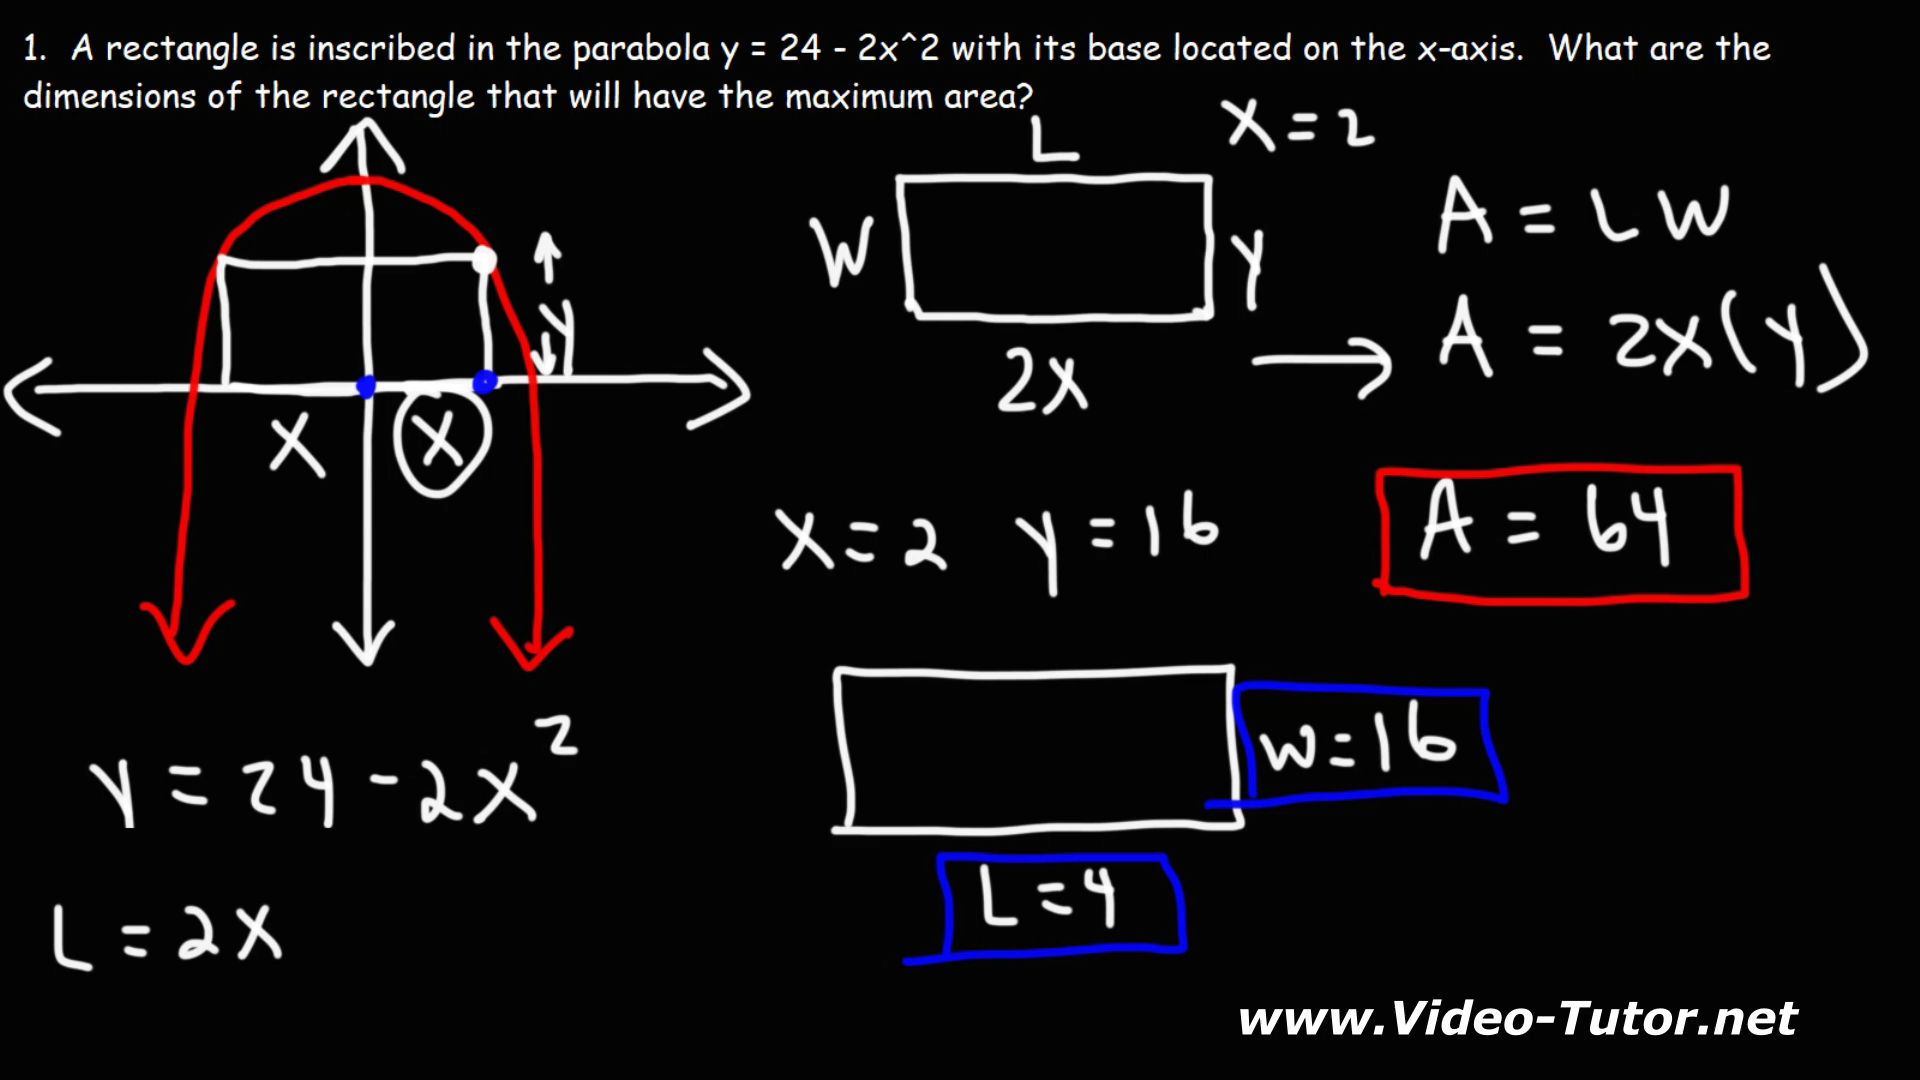 1. A rectangle is inscribed in the parabola y = 24 - 2x^2 with its base located on the x-axis. What are the
dimensions of the rectangle that will have the maximum area?
L
x = 2
W
y
A = L W
2x
A = 2x(y)
y
x
x
x = 2 y = 16
A = 64
y = 24 - 2x²
w = 16
L = 4
L = 2x
www.Video-Tutor.net